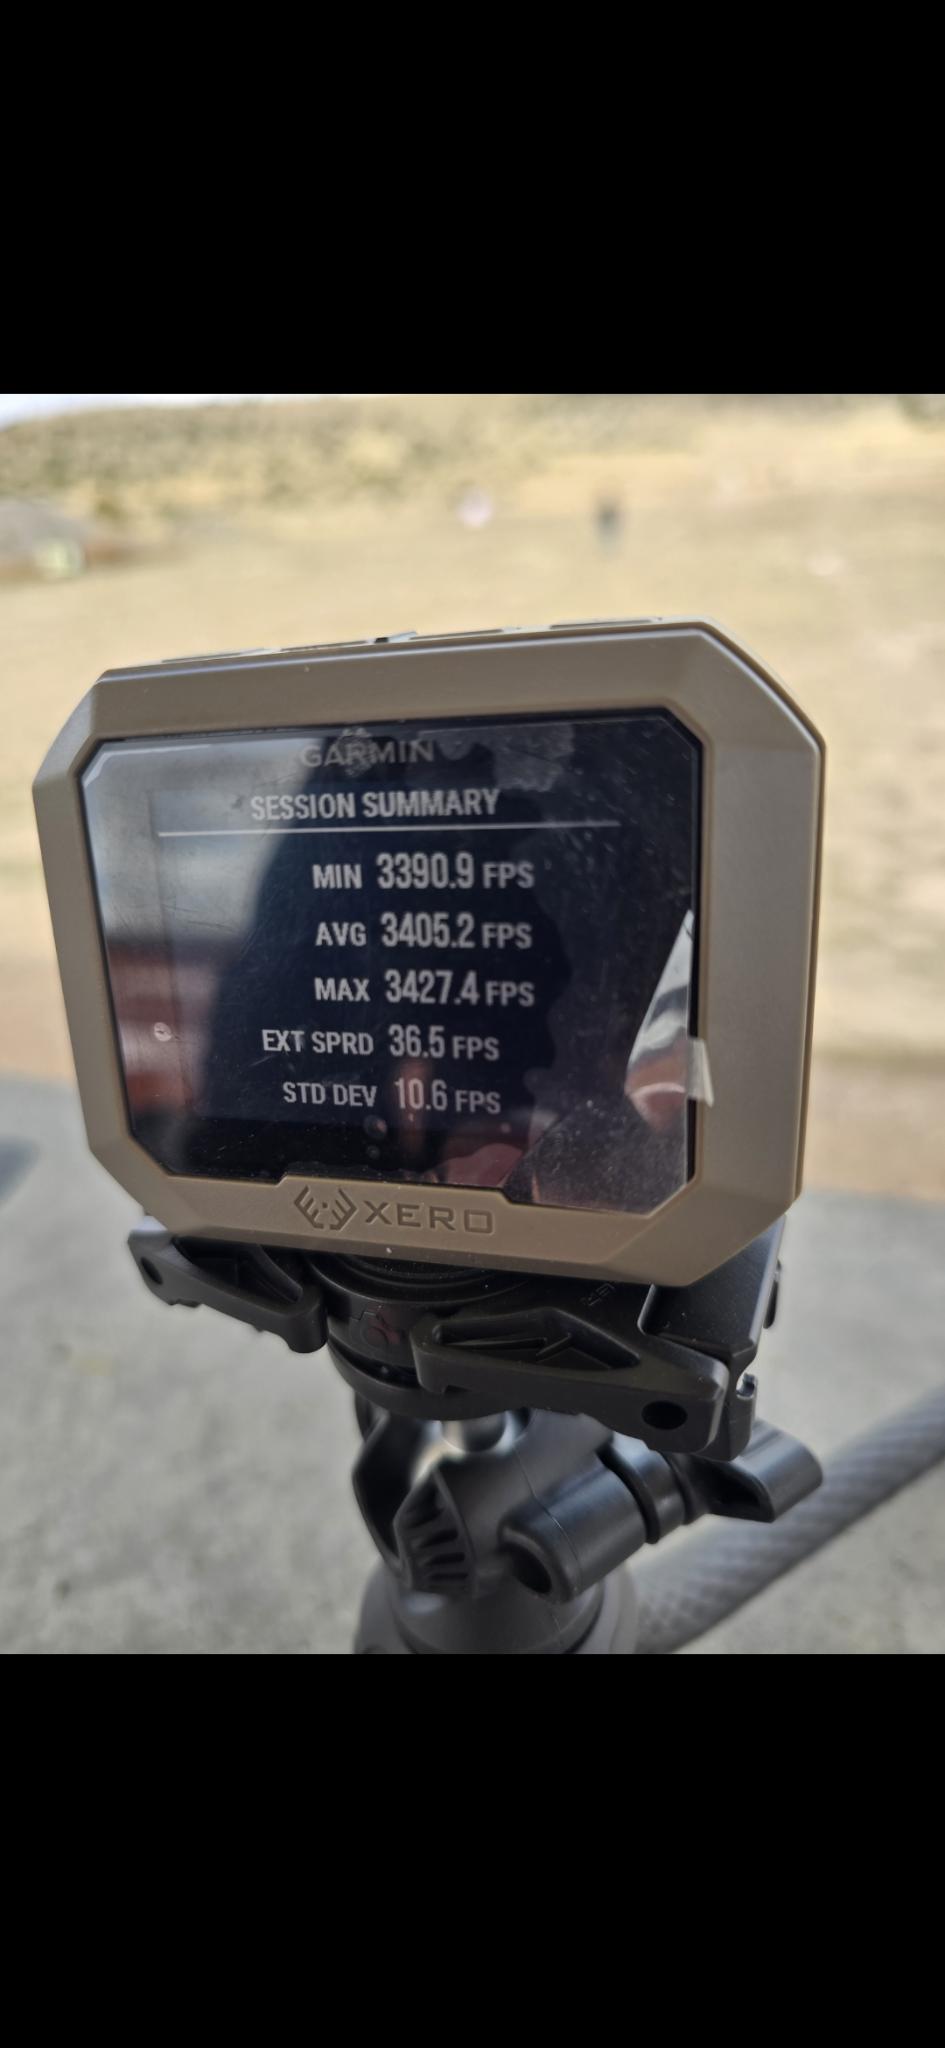 GARMIN
SESSION SUMMARY
MIN 3390.9 FPS
AVG 3405.2 FPS
MAX 3427.4 FPS
EXT SPRD 36.5 FPS
STD DEV 10.6 FPS
XERO